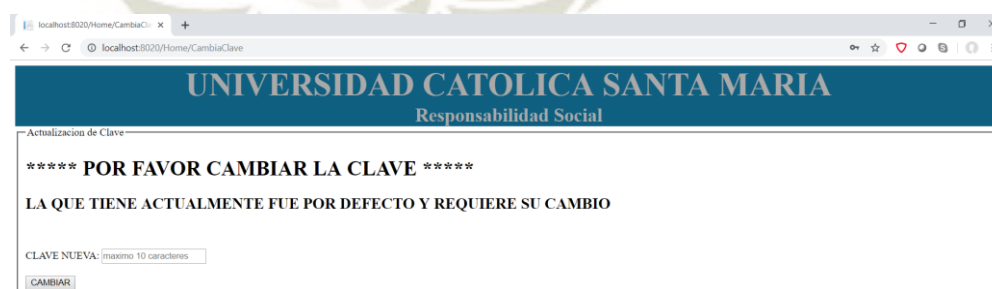 localhost:8020/Home/CambiaCl
localhost:8020/Home/CambiaClave
UNIVERSIDAD CATOLICA SANTA MARIA
Responsabilidad Social
Actualizacion de Clave
***** POR FAVOR CAMBIAR LA CLAVE *****
LA QUE TIENE ACTUALMENTE FUE POR DEFECTO Y REQUIERE SU CAMBIO
CLAVE NUEVA: maximo 10 caracteres
CAMBIAR